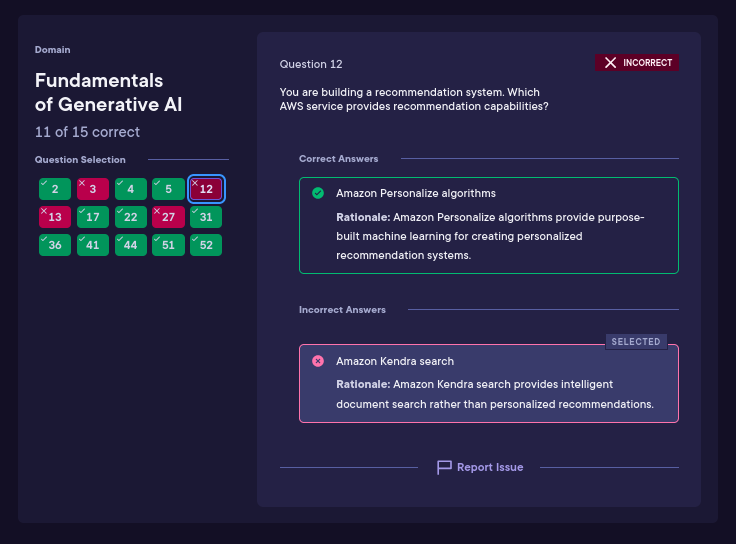 Domain
Fundamentals
of Generative AI
11 of 15 correct
Question Selection
2 3 4 5 12
13 17 22 27 31
36 41 44 51 52
Question 12
INCORRECT
You are building a recommendation system. Which
AWS service provides recommendation capabilities?
Correct Answers
Amazon Personalize algorithms
Rationale: Amazon Personalize algorithms provide purpose-
built machine learning for creating personalized
recommendation systems.
Incorrect Answers
SELECTED
Amazon Kendra search
Rationale: Amazon Kendra search provides intelligent
document search rather than personalized recommendations.
Report Issue